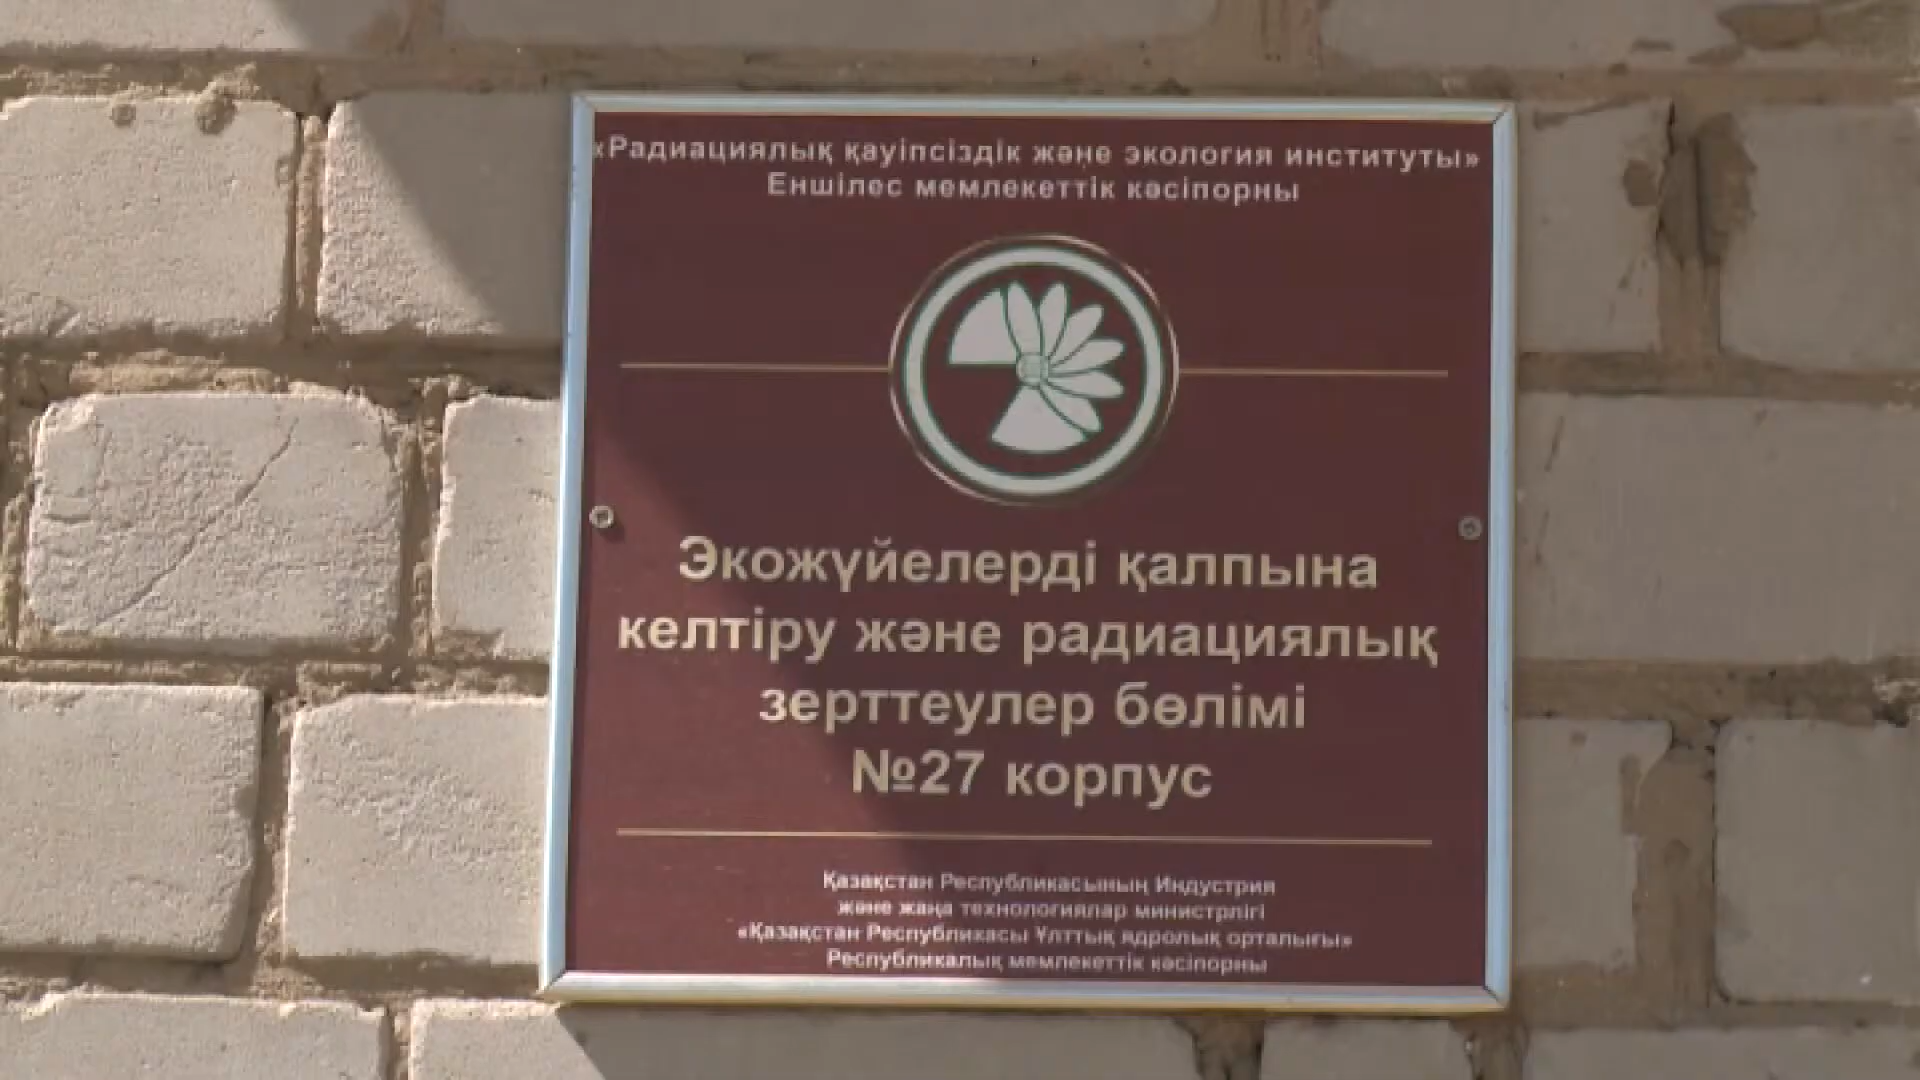 «Радиациялық қауіпсіздік және экология институты»
Еншілес мемлекеттік кәсіпорны
Экожүйелерді қалпына
келтіру және радиациялық
зерттеулер бөлімі
№27 корпус
Қазақстан Республикасының Индустрия
және жаңа технологиялар министрлігі
«Қазақстан Республикасы Ұлттық ядролық орталығы»
Республикалық мемлекеттік кәсіпорны